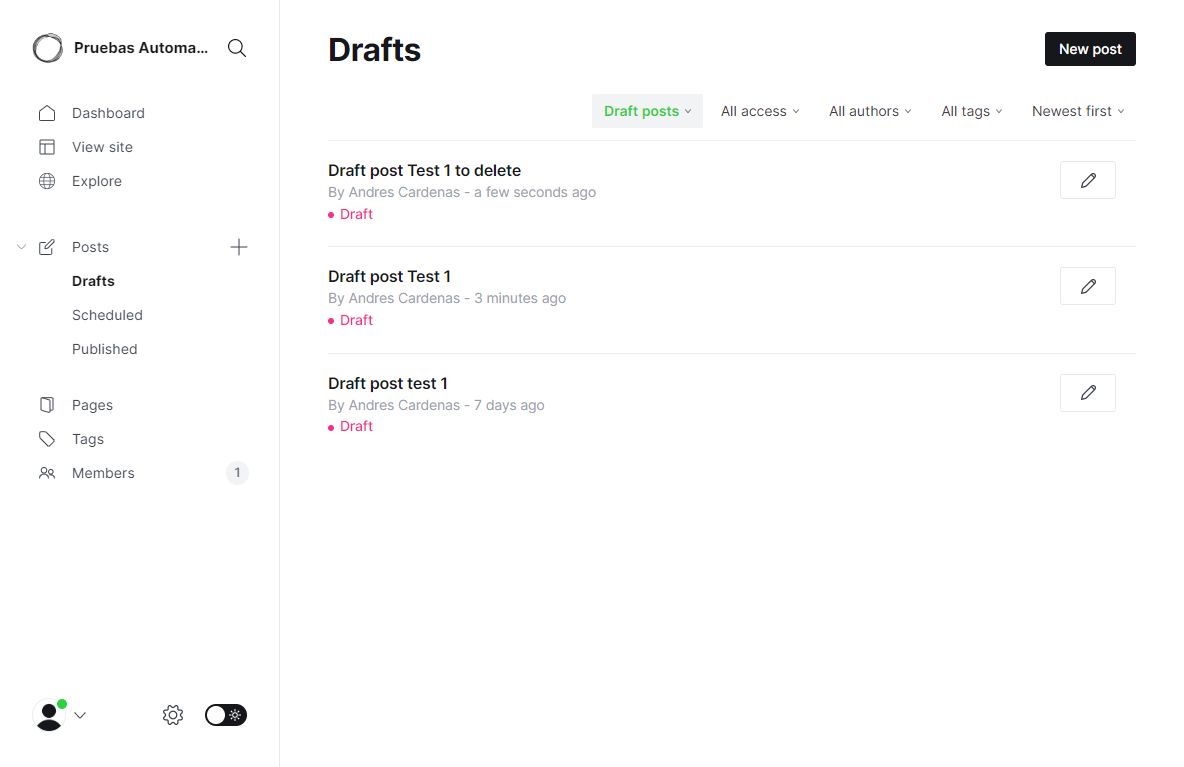 Pruebas Automa...
Dashboard
View site
Explore
Posts
Drafts
Scheduled
Published
Pages
Tags
Members
1
Drafts
New post
Draft posts
All access
All authors
All tags
Newest first
Draft post Test 1 to delete
By Andres Cardenas - a few seconds ago
Draft
Draft post Test 1
By Andres Cardenas - 3 minutes ago
Draft
Draft post test 1
By Andres Cardenas - 7 days ago
Draft